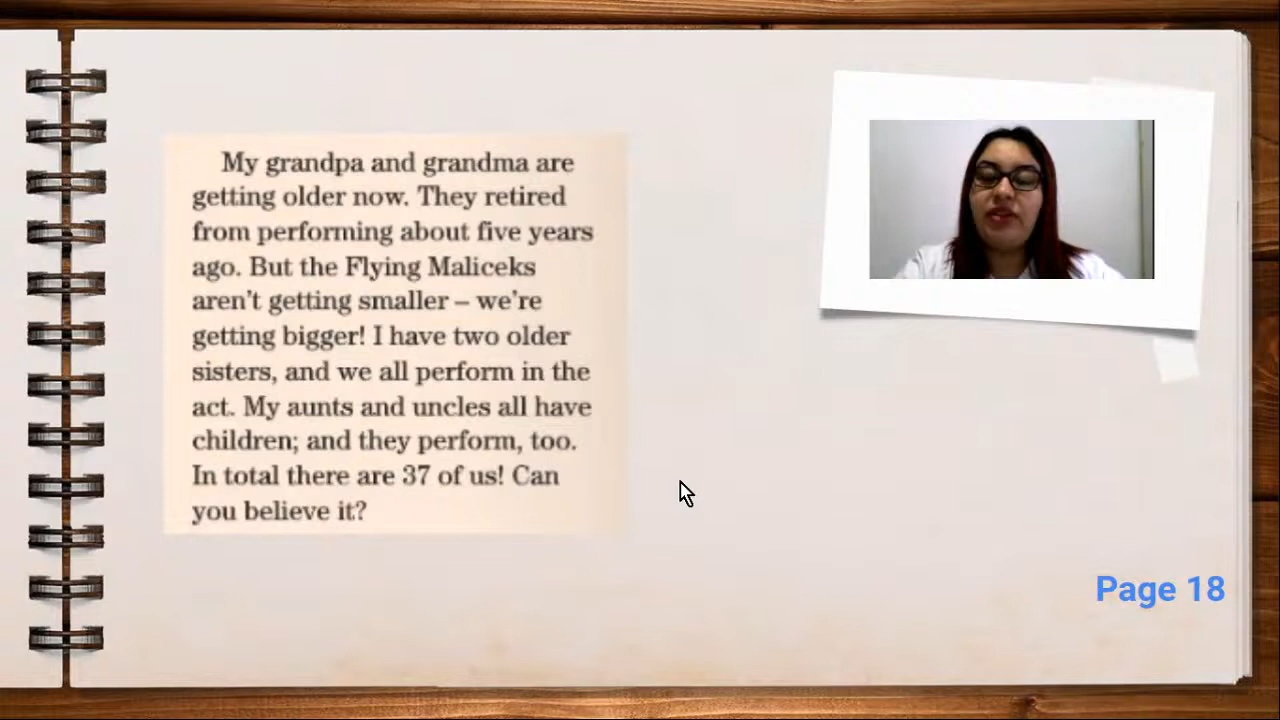 My grandpa and grandma are
getting older now. They retired
from performing about five years
ago. But the Flying Maliceks
aren't getting smaller – we're
getting bigger! I have two older
sisters, and we all perform in the
act. My aunts and uncles all have
children; and they perform, too.
In total there are 37 of us! Can
you believe it?
Page 18